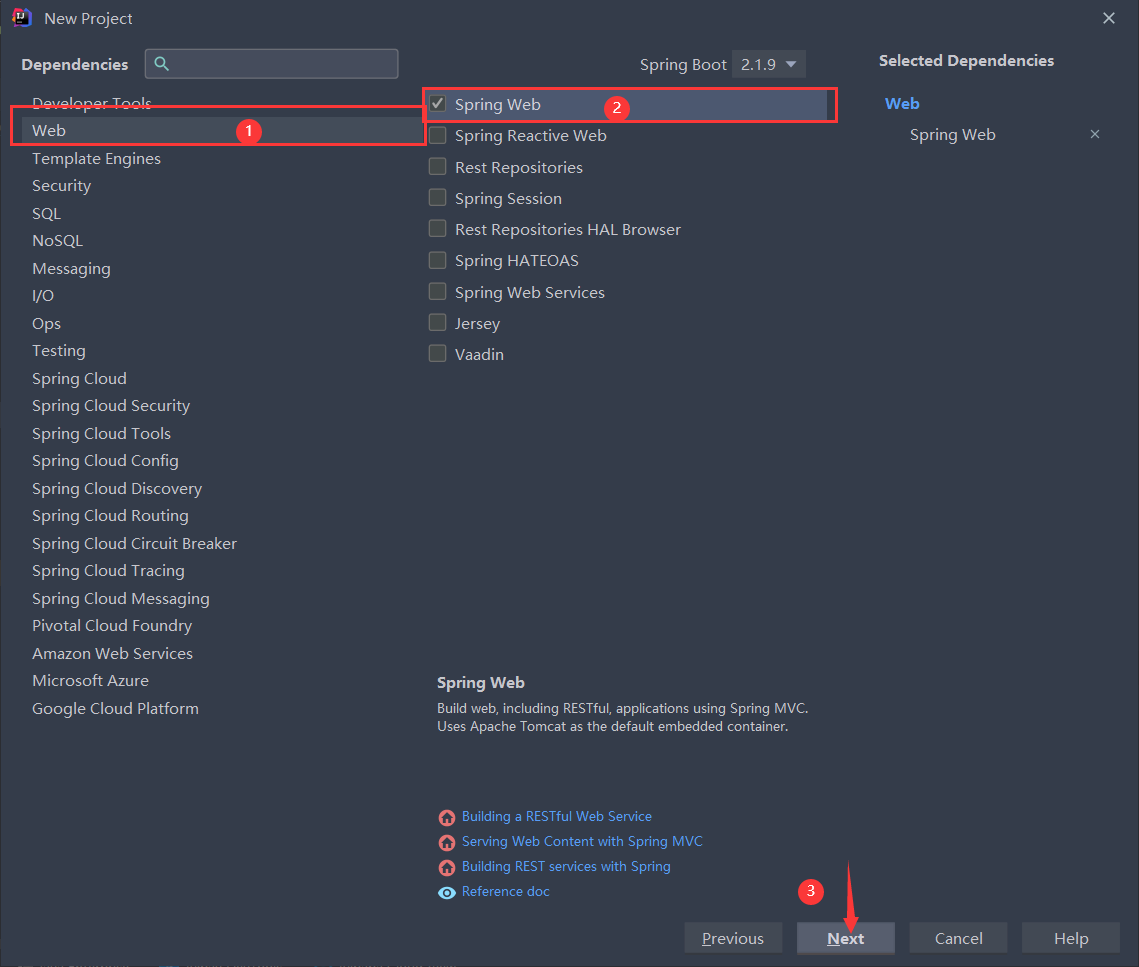 New Project
Dependencies
Spring Boot 2.1.9
Selected Dependencies
Developer Tools
Web 1
Template Engines
Security
SQL
NoSQL
Messaging
I/O
Ops
Testing
Spring Cloud
Spring Cloud Security
Spring Cloud Tools
Spring Cloud Config
Spring Cloud Discovery
Spring Cloud Routing
Spring Cloud Circuit Breaker
Spring Cloud Tracing
Spring Cloud Messaging
Pivotal Cloud Foundry
Amazon Web Services
Microsoft Azure
Google Cloud Platform
Spring Web 2
Spring Reactive Web
Rest Repositories
Spring Session
Rest Repositories HAL Browser
Spring HATEOAS
Spring Web Services
Jersey
Vaadin
Web
Spring Web
Spring Web
Build web, including RESTful, applications using Spring MVC.
Uses Apache Tomcat as the default embedded container.
Building a RESTful Web Service
Serving Web Content with Spring MVC
Building REST services with Spring
Reference doc
3
Previous
Next
Cancel
Help